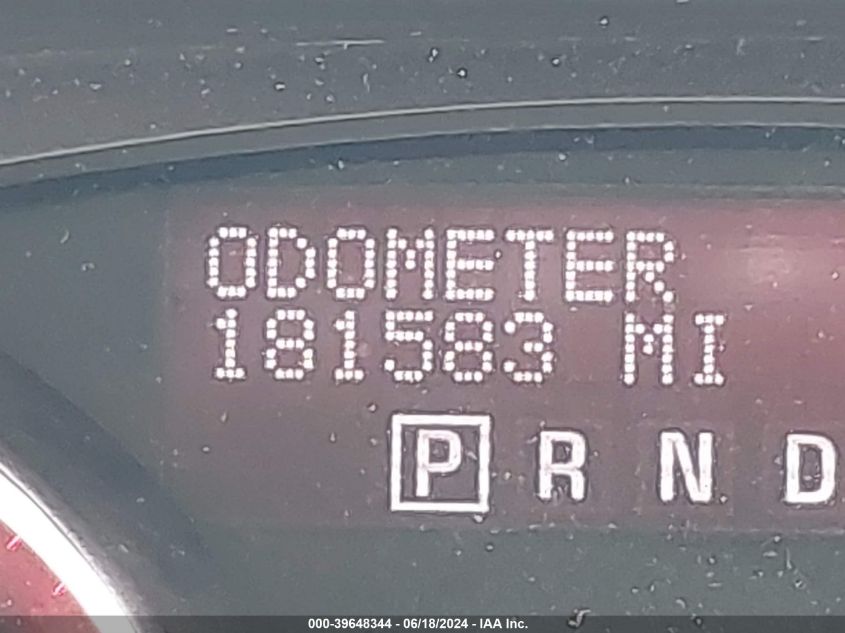 ODOMETER
181583 MI
P R N D
000-39648344 - 06/18/2024 - IAA Inc.